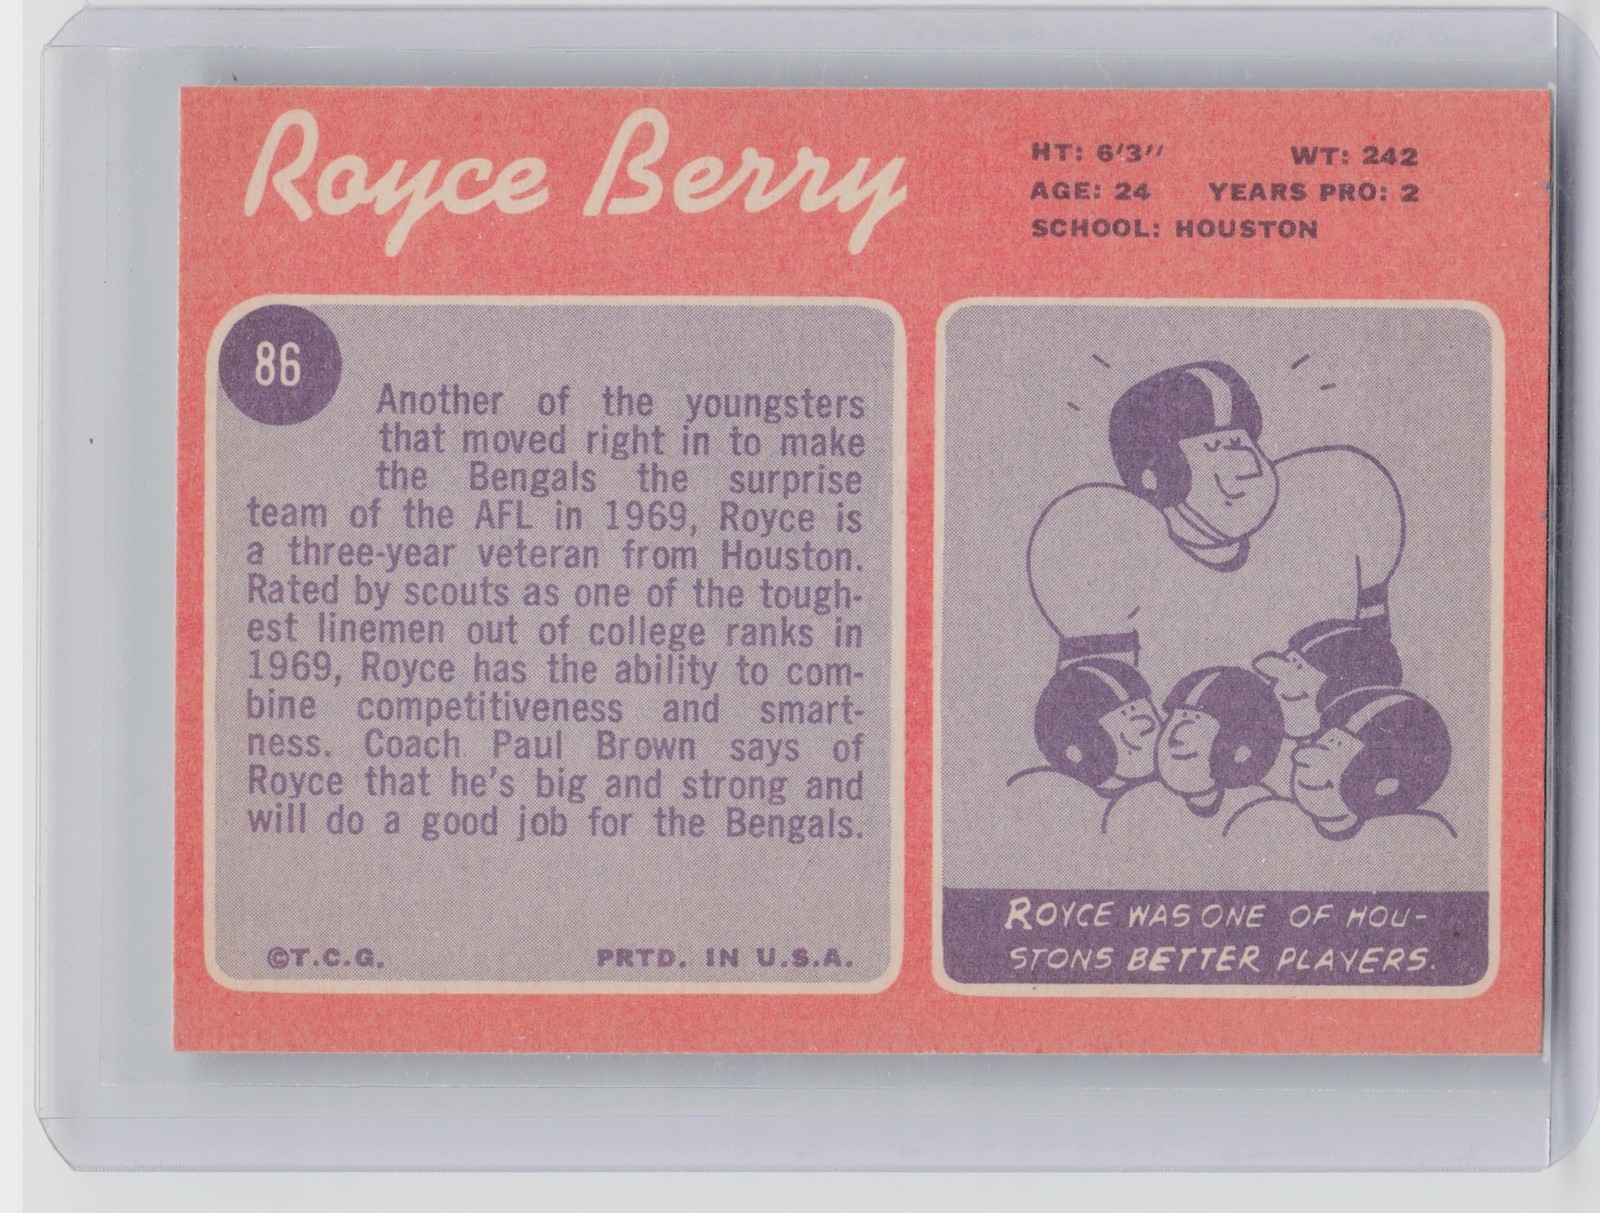 Royce Berry
HT: 6'3'' WT: 242
AGE: 24 YEARS PRO: 2
SCHOOL: HOUSTON
86
Another of the youngsters
that moved right in to make
the Bengals the surprise
team of the AFL in 1969, Royce is
a three-year veteran from Houston.
Rated by scouts as one of the tough-
est linemen out of college ranks in
1969, Royce has the ability to com-
bine competitiveness and smart-
ness. Coach Paul Brown says of
Royce that he's big and strong and
will do a good job for the Bengals.
©T.C.G. PRTD. IN U.S.A.
ROYCE WAS ONE OF HOU-
STONS BETTER PLAYERS.